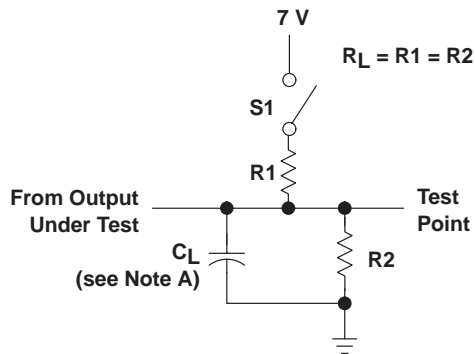 7 V
RL = R1 = R2
S1
R1
From Output
Under Test
Test
Point
CL
(see Note A)
R2